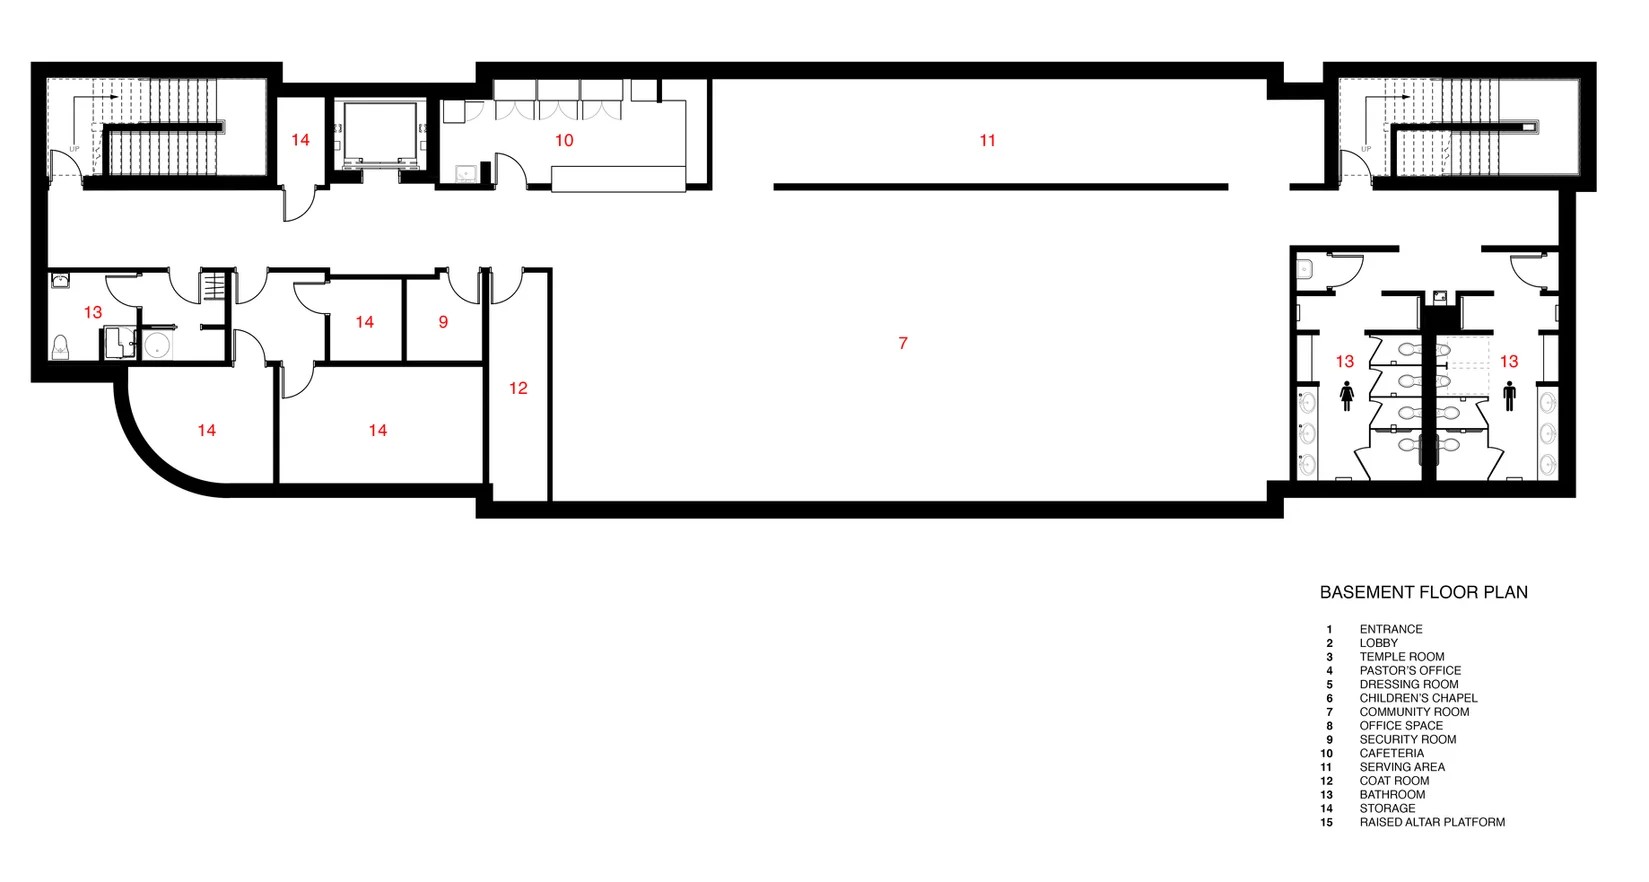 UP
14
10
11
UP
13
14
9
7
12
13
13
14
14
BASEMENT FLOOR PLAN
1 ENTRANCE
2 LOBBY
3 TEMPLE ROOM
4 PASTOR'S OFFICE
5 DRESSING ROOM
6 CHILDREN'S CHAPEL
7 COMMUNITY ROOM
8 OFFICE SPACE
9 SECURITY ROOM
10 CAFETERIA
11 SERVING AREA
12 COAT ROOM
13 BATHROOM
14 STORAGE
15 RAISED ALTAR PLATFORM